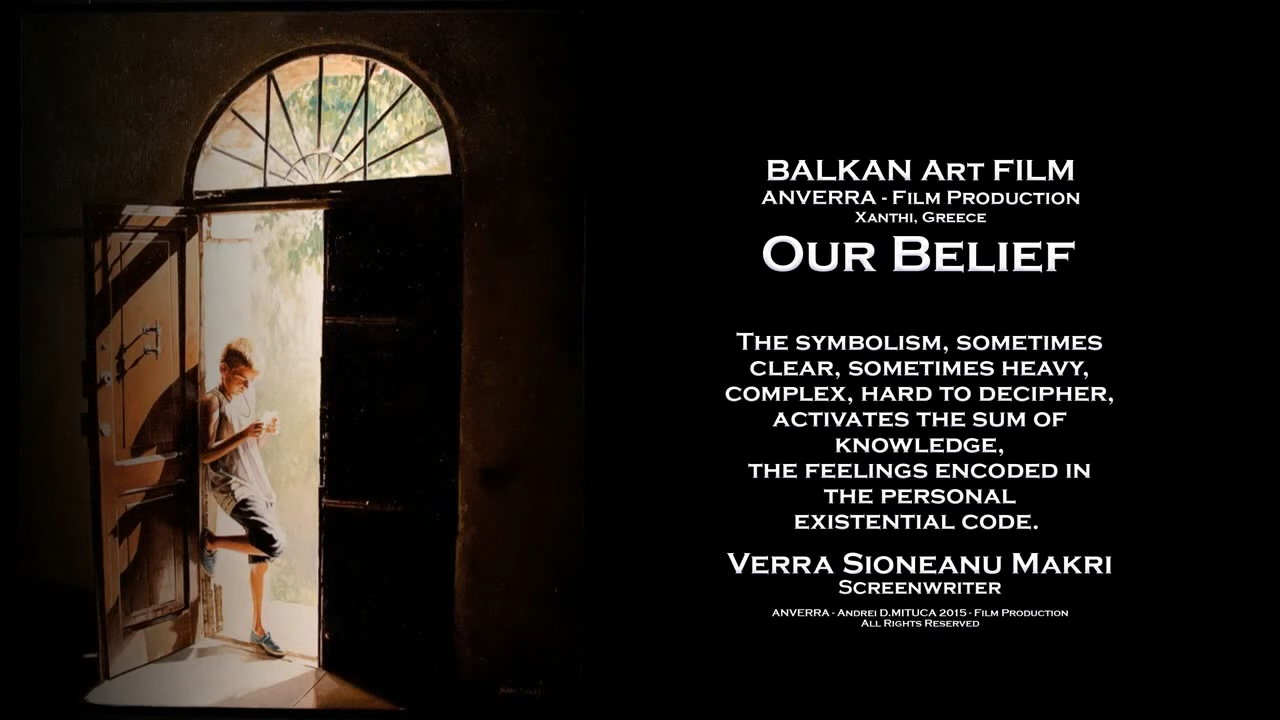 BALKAN Art FILM
ANVERRA - Film Production
Xanthi, Greece
Our Belief
The symbolism, sometimes
clear, sometimes heavy,
complex, hard to decipher,
activates the sum of
knowledge,
the feelings encoded in
the personal
existential code.
Verra Sioneanu Makri
Screenwriter
ANVERRA - Andrei D.MITUCA 2015 - Film Production
All Rights Reserved